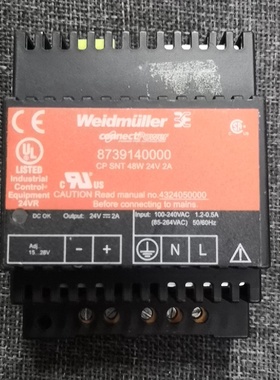 Weidmüller
connectPower
8739140000
CP SNT 48W 24V 2A
UL
LISTED
Industrial
Control-
Equipment
24VR
c UL US
CAUTION Read manual no. 4324050000
Before connecting to mains
DC OK
Output: 24V 2A
Input: 100-240VAC 1.2-0.5A
(85-264VAC) 50/60Hz
Adj.
15...28V
- +
N L